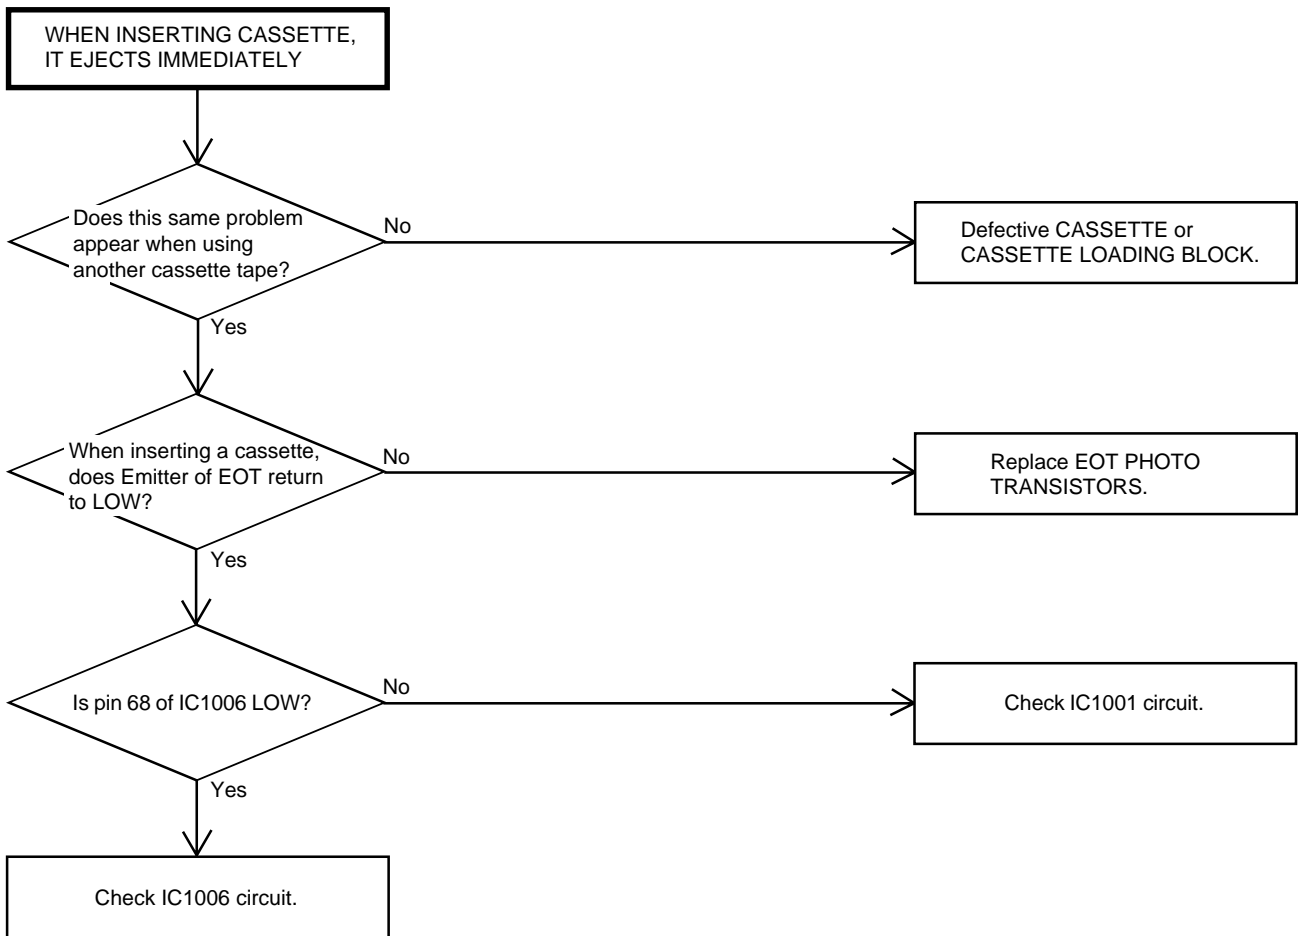 WHEN INSERTING CASSETTE,
IT EJECTS IMMEDIATELY
Does this same problem
appear when using
another cassette tape?
No
Defective CASSETTE or
CASSETTE LOADING BLOCK.
Yes
When inserting a cassette,
does Emitter of EOT return
to LOW?
No
Replace EOT PHOTO
TRANSISTORS.
Yes
Is pin 68 of IC1006 LOW?
No
Check IC1001 circuit.
Yes
Check IC1006 circuit.